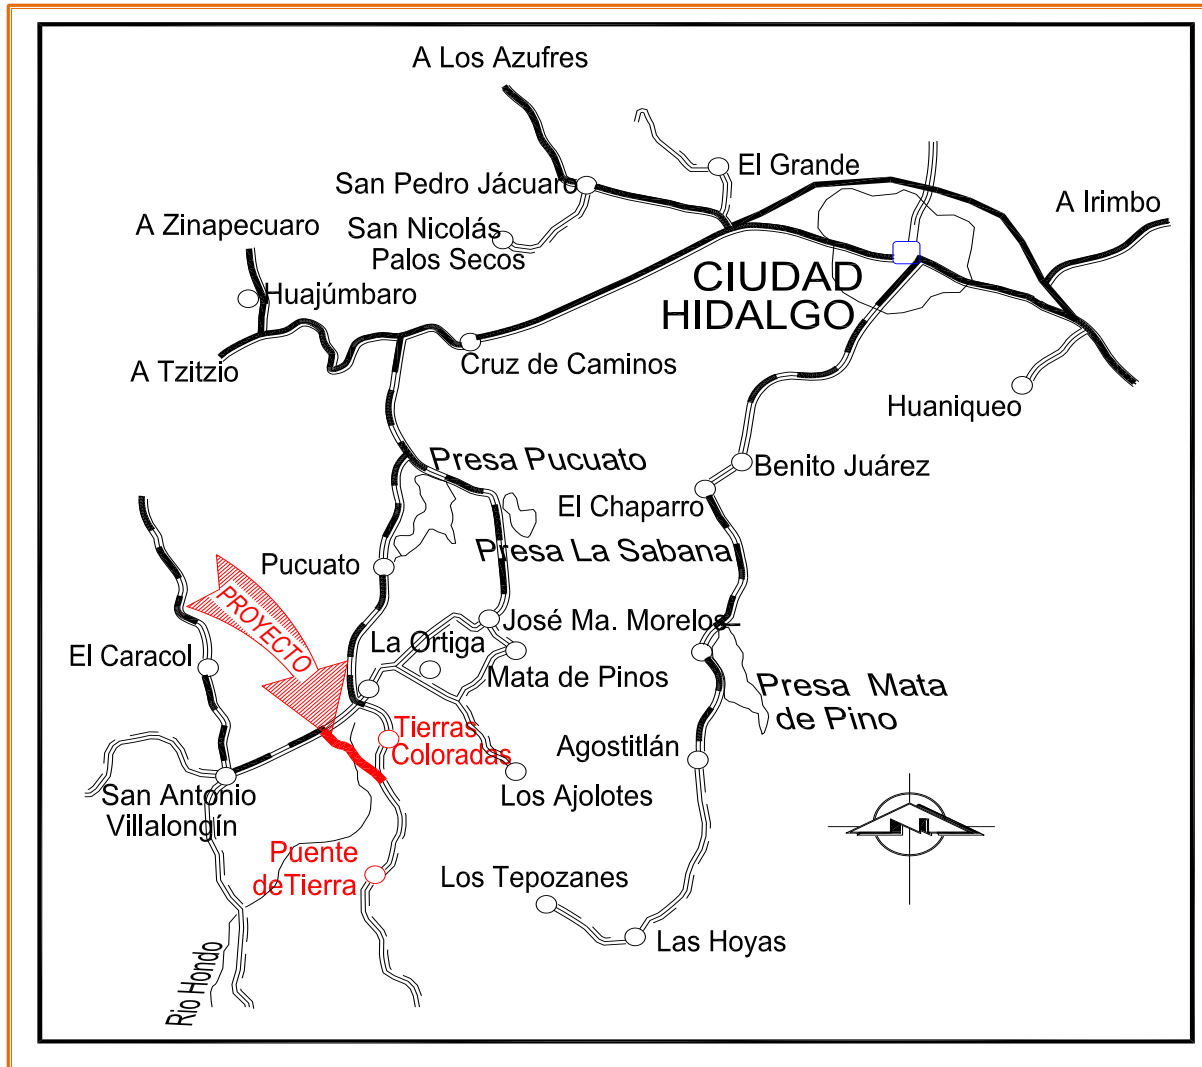 A Los Azufres
El Grande
San Pedro Jácuaro
A Irimbo
A Zinapecuaro
San Nicolás
Palos Secos
CIUDAD
HIDALGO
Huajúmbaro
A Tzitzio
Cruz de Caminos
Huaniqueo
Presa Pucuato
Benito Juárez
El Chaparro
Presa La Sabana
Pucuato
PROYECTO
José Ma. Morelos
La Ortiga
El Caracol
Mata de Pinos
Presa Mata
de Pino
Tierras
Coloradas
Agostitlán
San Antonio
Villalongín
Los Ajolotes
Puente
deTierra
Los Tepozanes
Las Hoyas
Rio Hondo
N